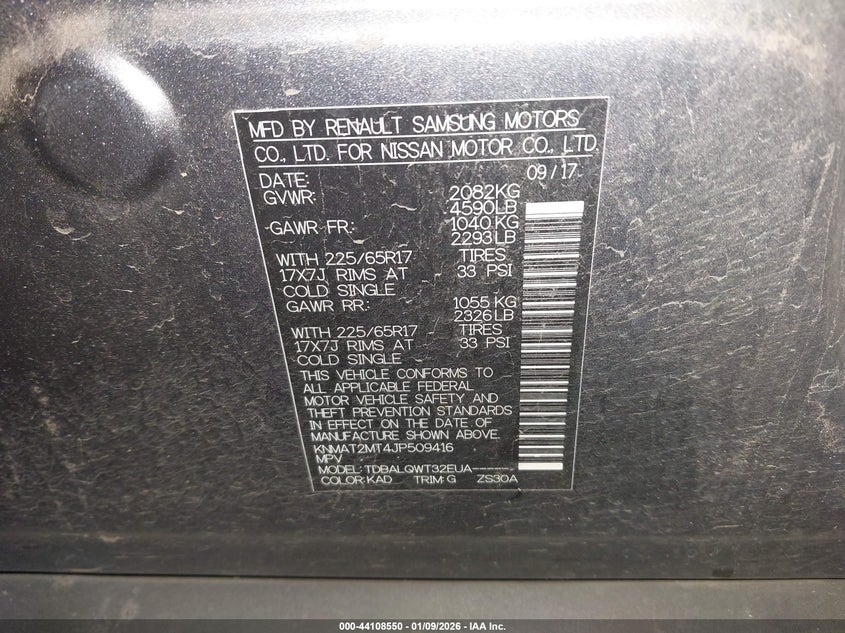 MFD BY RENAULT SAMSUNG MOTORS
CO., LTD. FOR NISSAN MOTOR CO., LTD.
DATE: 09/17
GVWR: 2082KG
4590LB
GAWR FR: 1040KG
2293LB
WITH 225/65R17 TIRES
17X7J RIMS AT 33 PSI
COLD SINGLE
GAWR RR: 1055KG
2326LB
WITH 225/65R17 TIRES
17X7J RIMS AT 33 PSI
COLD SINGLE
THIS VEHICLE CONFORMS TO
ALL APPLICABLE FEDERAL
MOTOR VEHICLE SAFETY AND
THEFT PREVENTION STANDARDS
IN EFFECT ON THE DATE OF
MANUFACTURE SHOWN ABOVE.
KNMAT2MT4JP509416
MPV
MODEL: TDBALQWT32EUA------
COLOR:KAD TRIM:G ZS30A
000-44108550 - 01/09/2026 - IAA Inc.